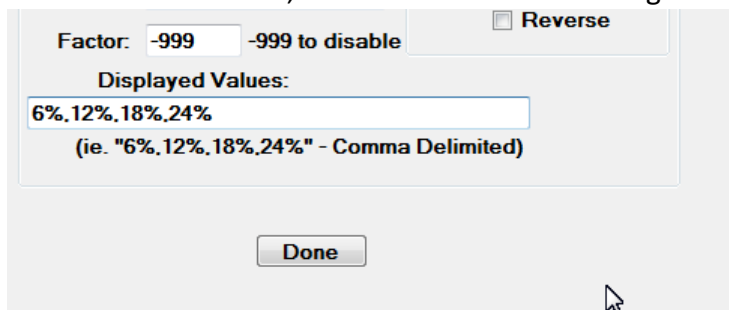 Reverse
Factor: -999 -999 to disable
Displayed Values:
6%,12%,18%,24%
(ie. "6%,12%,18%,24%" - Comma Delimited)
Done